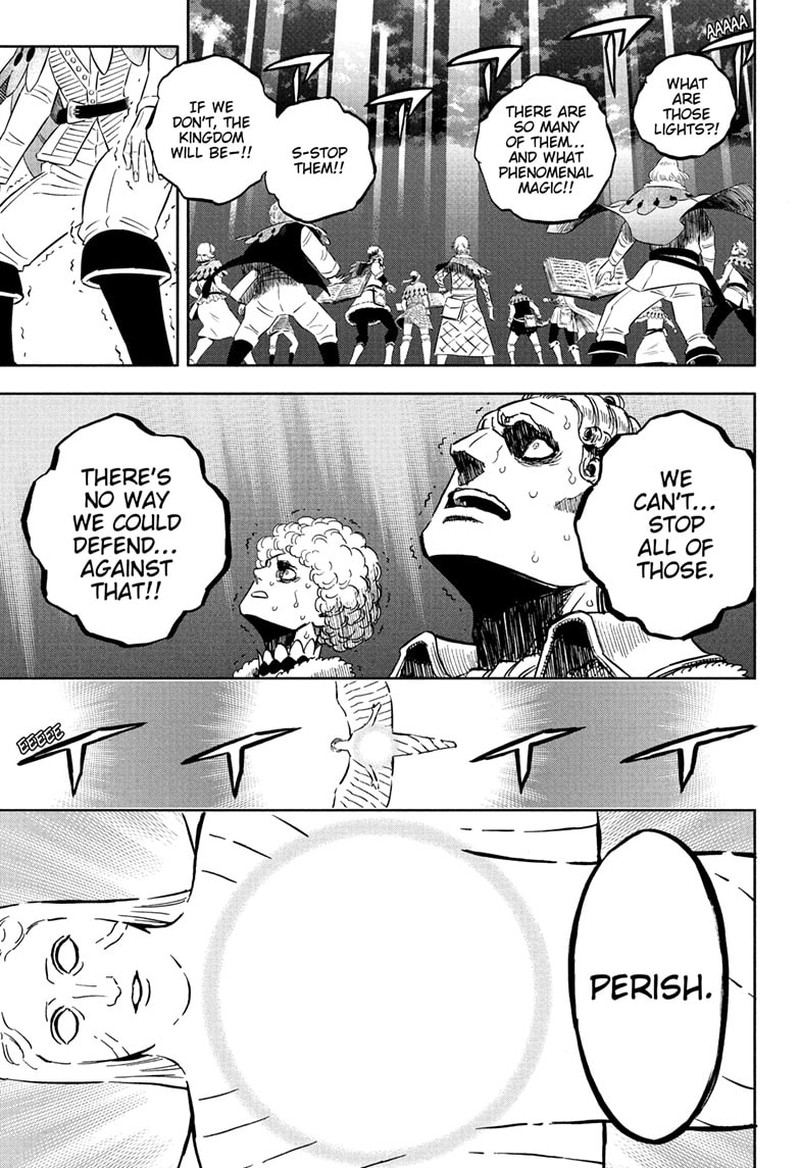 AAAAA
WHAT
ARE
THOSE
LIGHTS?!
THERE ARE
SO MANY
OF THEM...
AND WHAT
PHENOMENAL
MAGIC!!
S-STOP
THEM!!
IF WE
DON'T, THE
KINGDOM
WILL BE-!!
WE
CAN'T...
STOP
ALL OF
THOSE.
THERE'S
NO WAY
WE COULD
DEFEND...
AGAINST
THAT!!
EEEEE
PERISH.